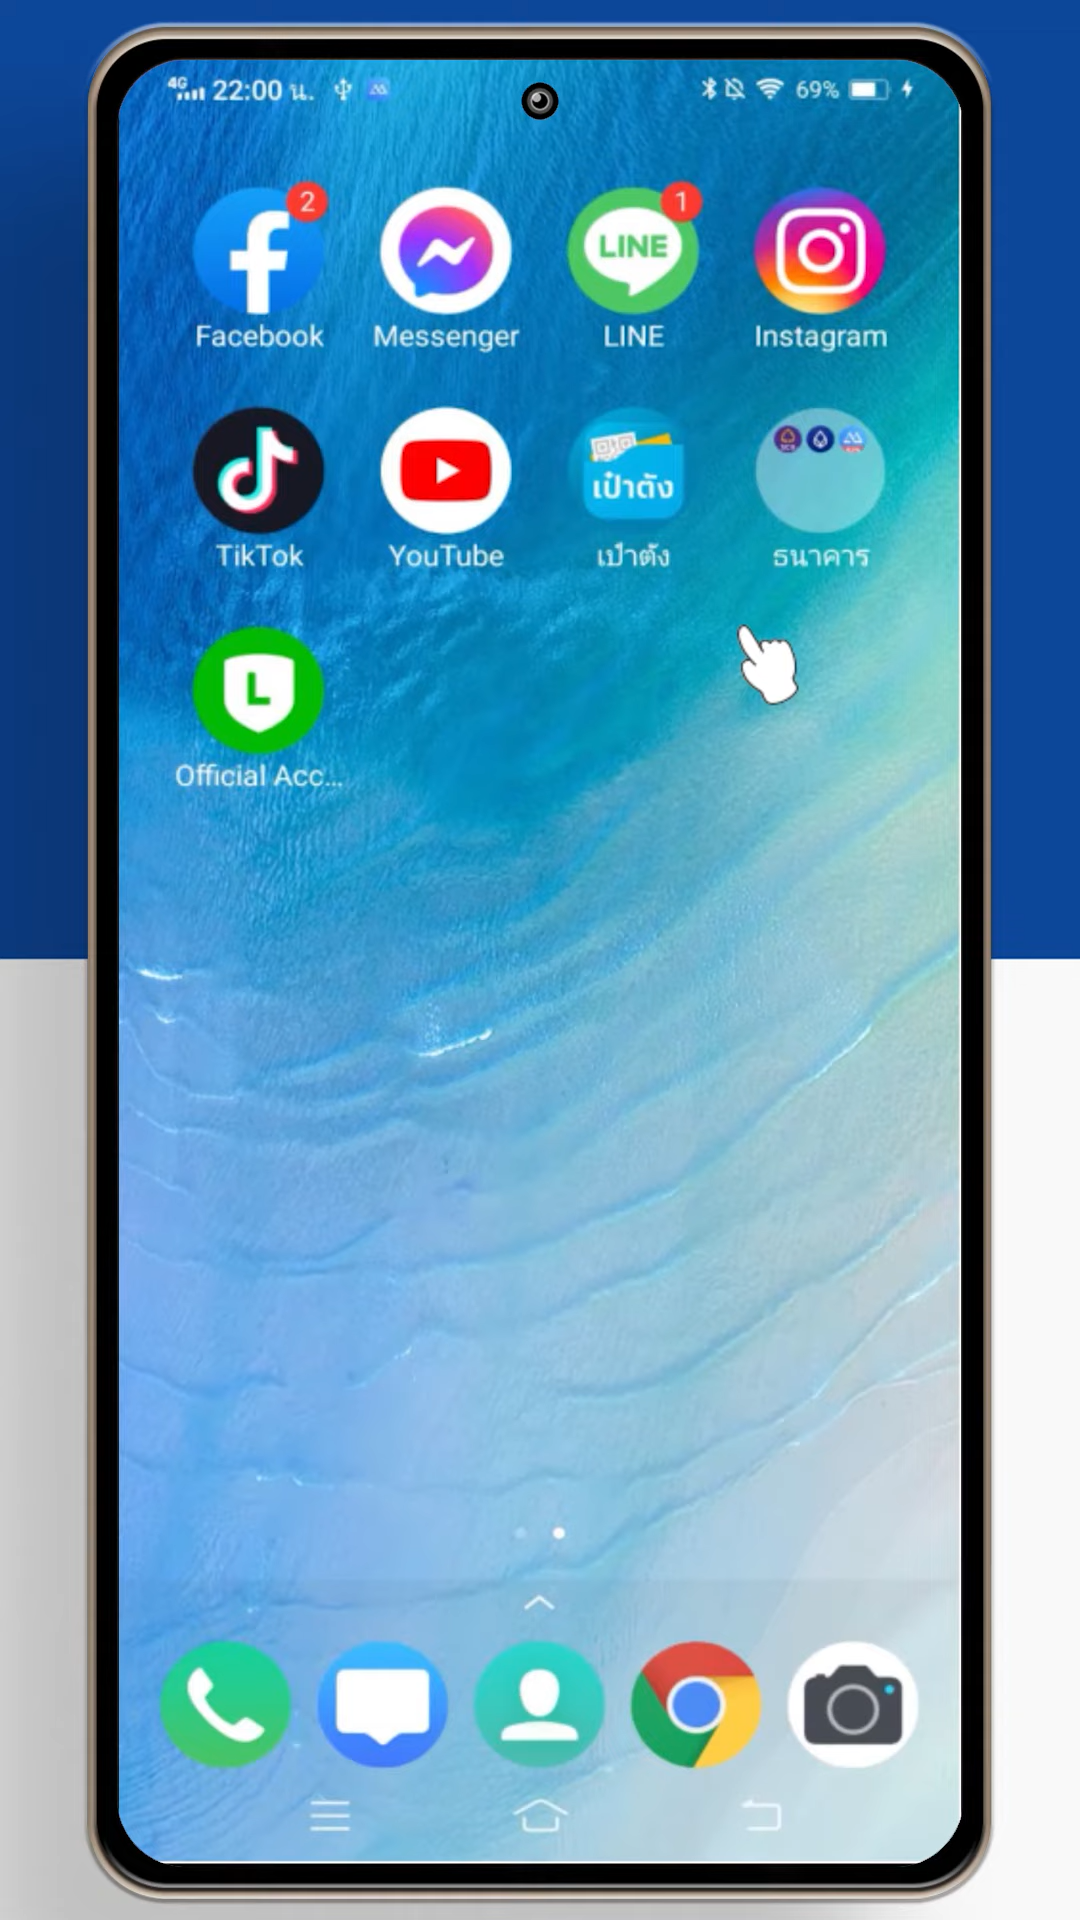 4G 22:00 น. 69%
2 1
LINE
Facebook Messenger LINE Instagram
เป๋าตัง
TikTok YouTube เป๋าตัง ธนาคาร
L
Official Acc...